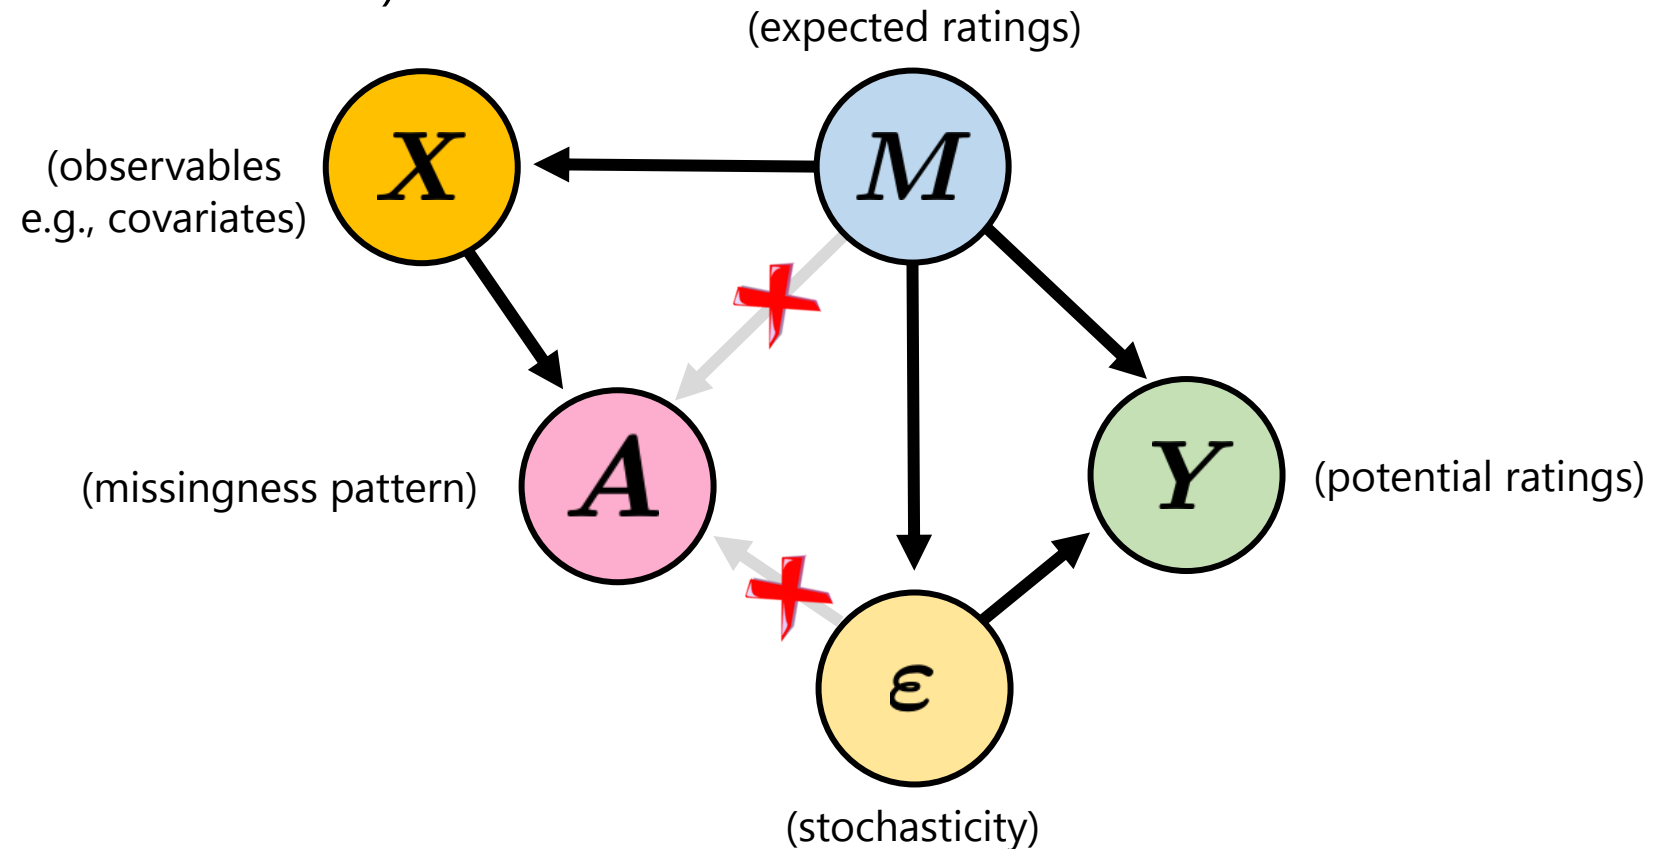 (expected ratings)
X
M
(observables
e.g., covariates)
A
Y
(missingness pattern)
(potential ratings)
ε
(stochasticity)